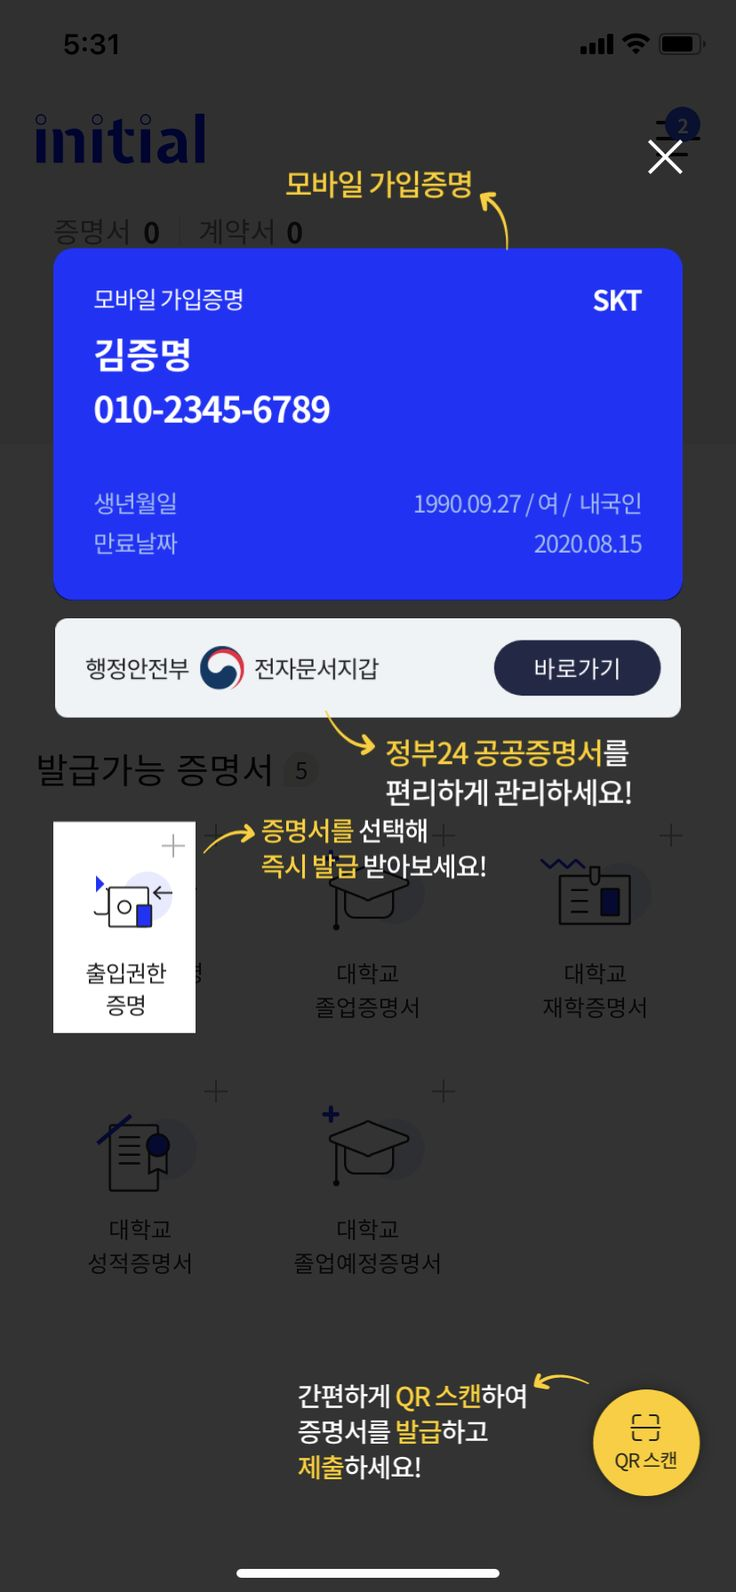 5:31
initial
2
모바일 가입증명
증명서 0 계약서 0
모바일 가입증명 SKT
김증명
010-2345-6789
생년월일 1990.09.27 / 여 / 내국인
만료날짜 2020.08.15
행정안전부 전자문서지갑 바로가기
정부24 공공증명서를
편리하게 관리하세요!
발급가능 증명서 5
증명서를 선택해
즉시 발급 받아보세요!
출입권한
증명
대학교
졸업증명서
대학교
재학증명서
대학교
성적증명서
대학교
졸업예정증명서
간편하게 QR 스캔하여
증명서를 발급하고
제출하세요!
QR 스캔